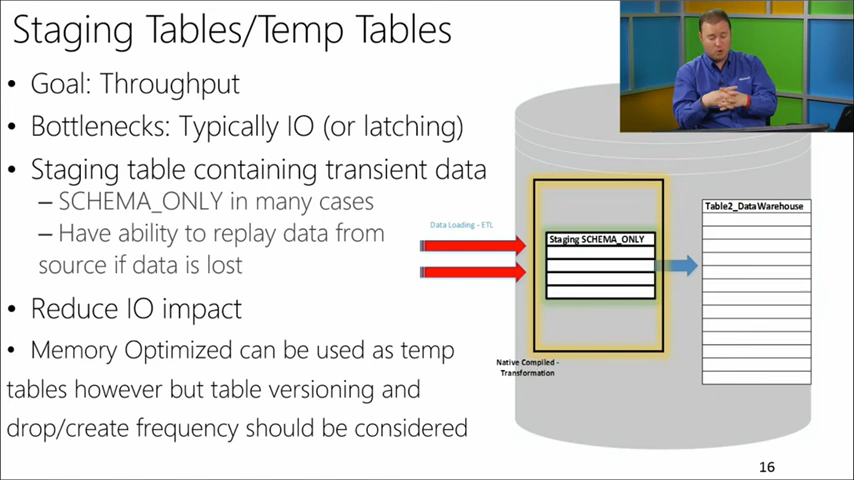 Staging Tables/Temp Tables
• Goal: Throughput
• Bottlenecks: Typically IO (or latching)
• Staging table containing transient data
– SCHEMA_ONLY in many cases
– Have ability to replay data from
source if data is lost
• Reduce IO impact
• Memory Optimized can be used as temp
tables however but table versioning and
drop/create frequency should be considered
Data Loading - ETL
Staging SCHEMA_ONLY
Native Compiled -
Transformation
Table2_DataWarehouse
16